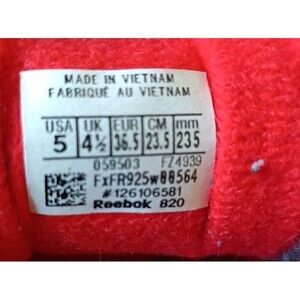 MADE IN VIETNAM
FABRIQUÉ AU VIETNAM
USA UK EUR CM mm
5 4½ 36.5 23.5 235
059503 FZ4939
FxFR925w00564
#126106581
Reebok 820